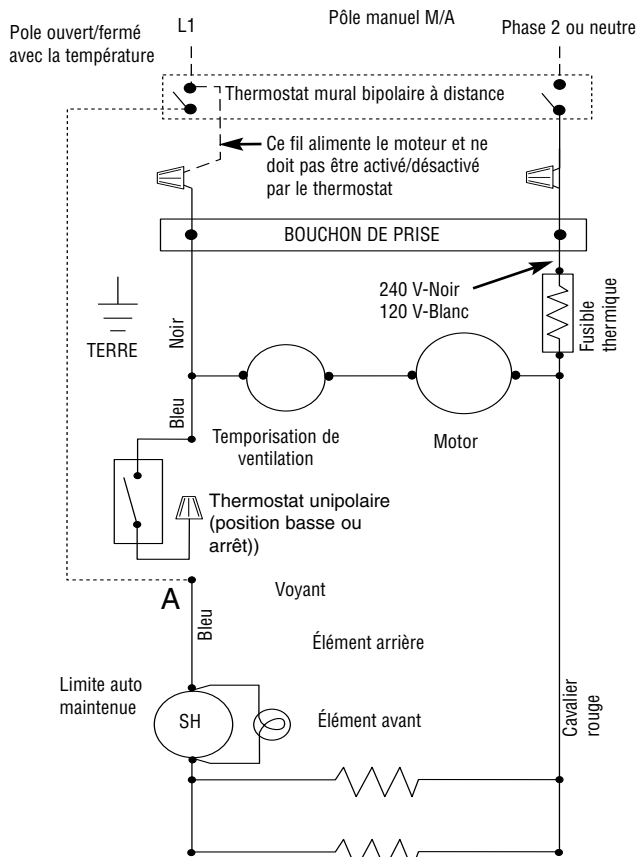 Pôle manuel M/A
L1
Phase 2 ou neutre
Pole ouvert/fermé
avec la température
Thermostat mural bipolaire à distance
Ce fil alimente le moteur et ne
doit pas être activé/désactivé
par le thermostat
BOUCHON DE PRISE
240 V-Noir
120 V-Blanc
Fusible
thermique
TERRE
Noir
Bleu
Temporisation de
ventilation
Motor
Thermostat unipolaire
(position basse ou
arrêt))
A
Voyant
Bleu
Élément arrière
Limite auto
maintenue
SH
Élément avant
Cavalier
rouge